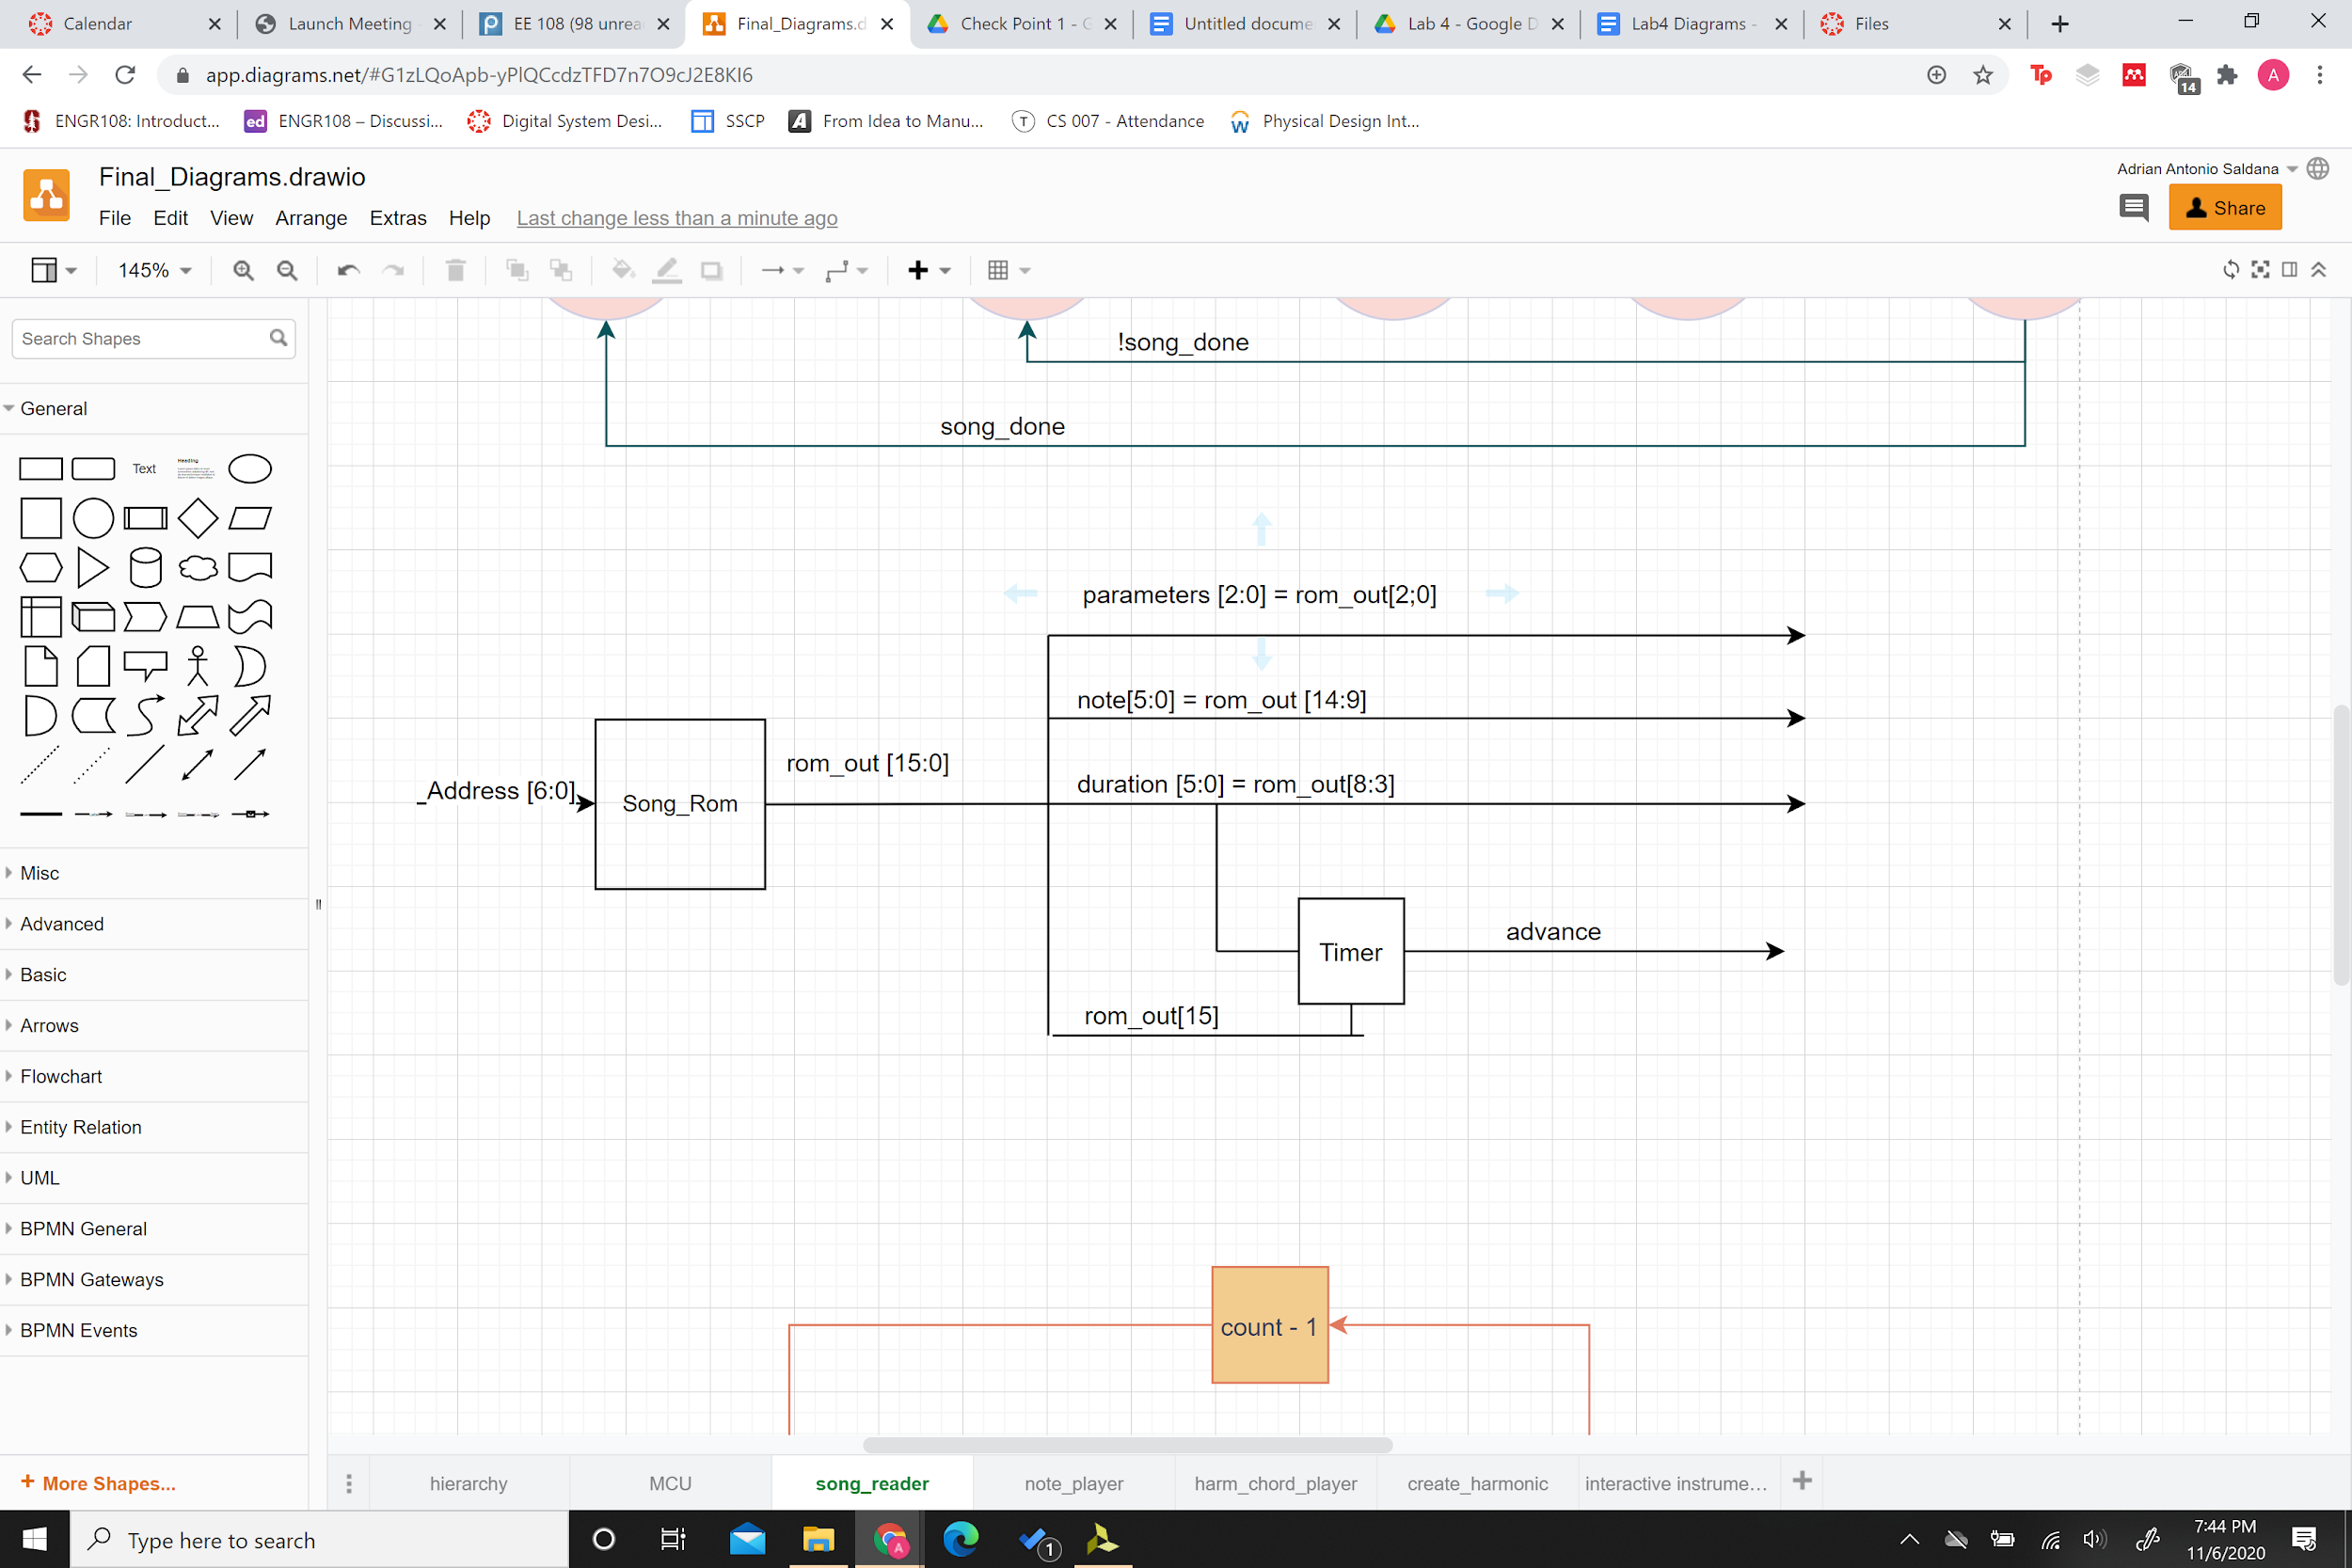 Calendar
Launch Meeting -
EE 108 (98 unrea
Final_Diagrams.d
Check Point 1 - G
Untitled docume
Lab 4 - Google D
Lab4 Diagrams -
Files
app.diagrams.net/#G1zLQoApb-yPlQCcdzTFD7n7O9cJ2E8KI6
Tp
14
A
ENGR108: Introduct...
ed
ENGR108 – Discussi...
Digital System Desi...
SSCP
From Idea to Manu...
T
CS 007 - Attendance
Physical Design Int...
Final_Diagrams.drawio
Adrian Antonio Saldana
File Edit View Arrange Extras Help Last change less than a minute ago
Share
145%
Search Shapes
General
Text
Heading
Misc
Advanced
Basic
Arrows
Flowchart
Entity Relation
UML
BPMN General
BPMN Gateways
BPMN Events
+ More Shapes...
!song_done
song_done
parameters [2:0] = rom_out[2;0]
note[5:0] = rom_out [14:9]
rom_out [15:0]
duration [5:0] = rom_out[8:3]
_Address [6:0]
Song_Rom
advance
Timer
rom_out[15]
count - 1
hierarchy
MCU
song_reader
note_player
harm_chord_player
create_harmonic
interactive instrume...
Type here to search
A
1
7:44 PM
11/6/2020